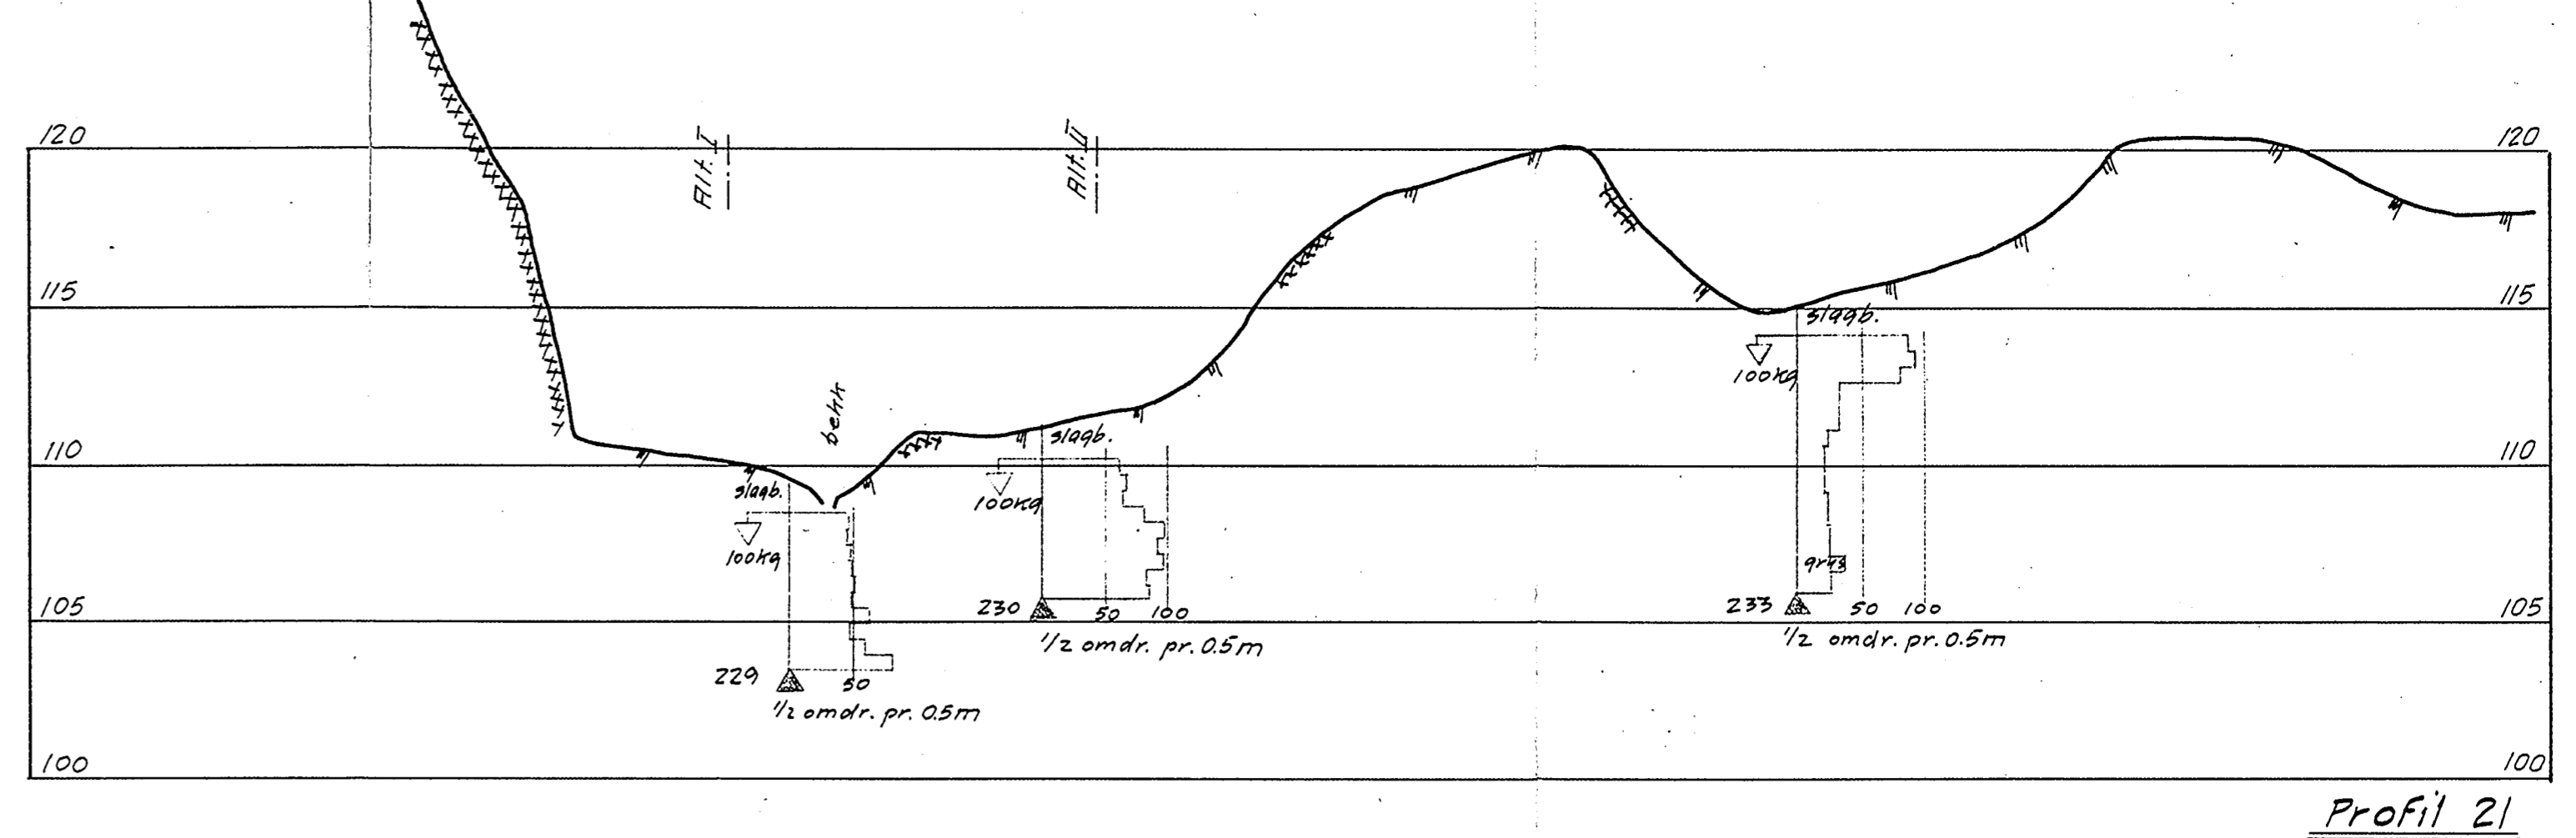 120
Alt. I
Alt. II
120
115
115
slagb.
100kg
bekk
110
slagb.
110
slagb.
100kg
100kg
grus
105
230
50
100
233
50
100
105
1/2 omdr. pr. 0.5m
1/2 omdr. pr. 0.5m
229
50
1/2 omdr. pr. 0.5m
100
100
Profil 21